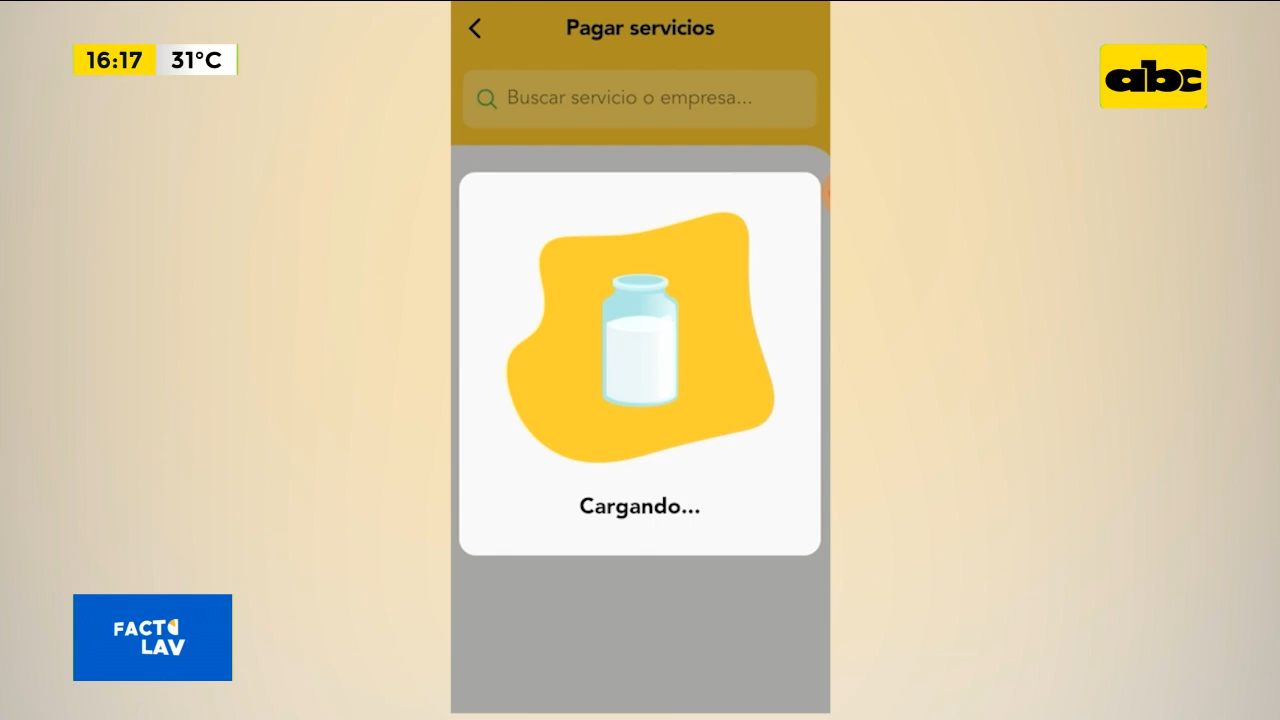 Pagar servicios
16:17 31°C
abc
Buscar servicio o empresa...
Cargando...
FACTO
LAV